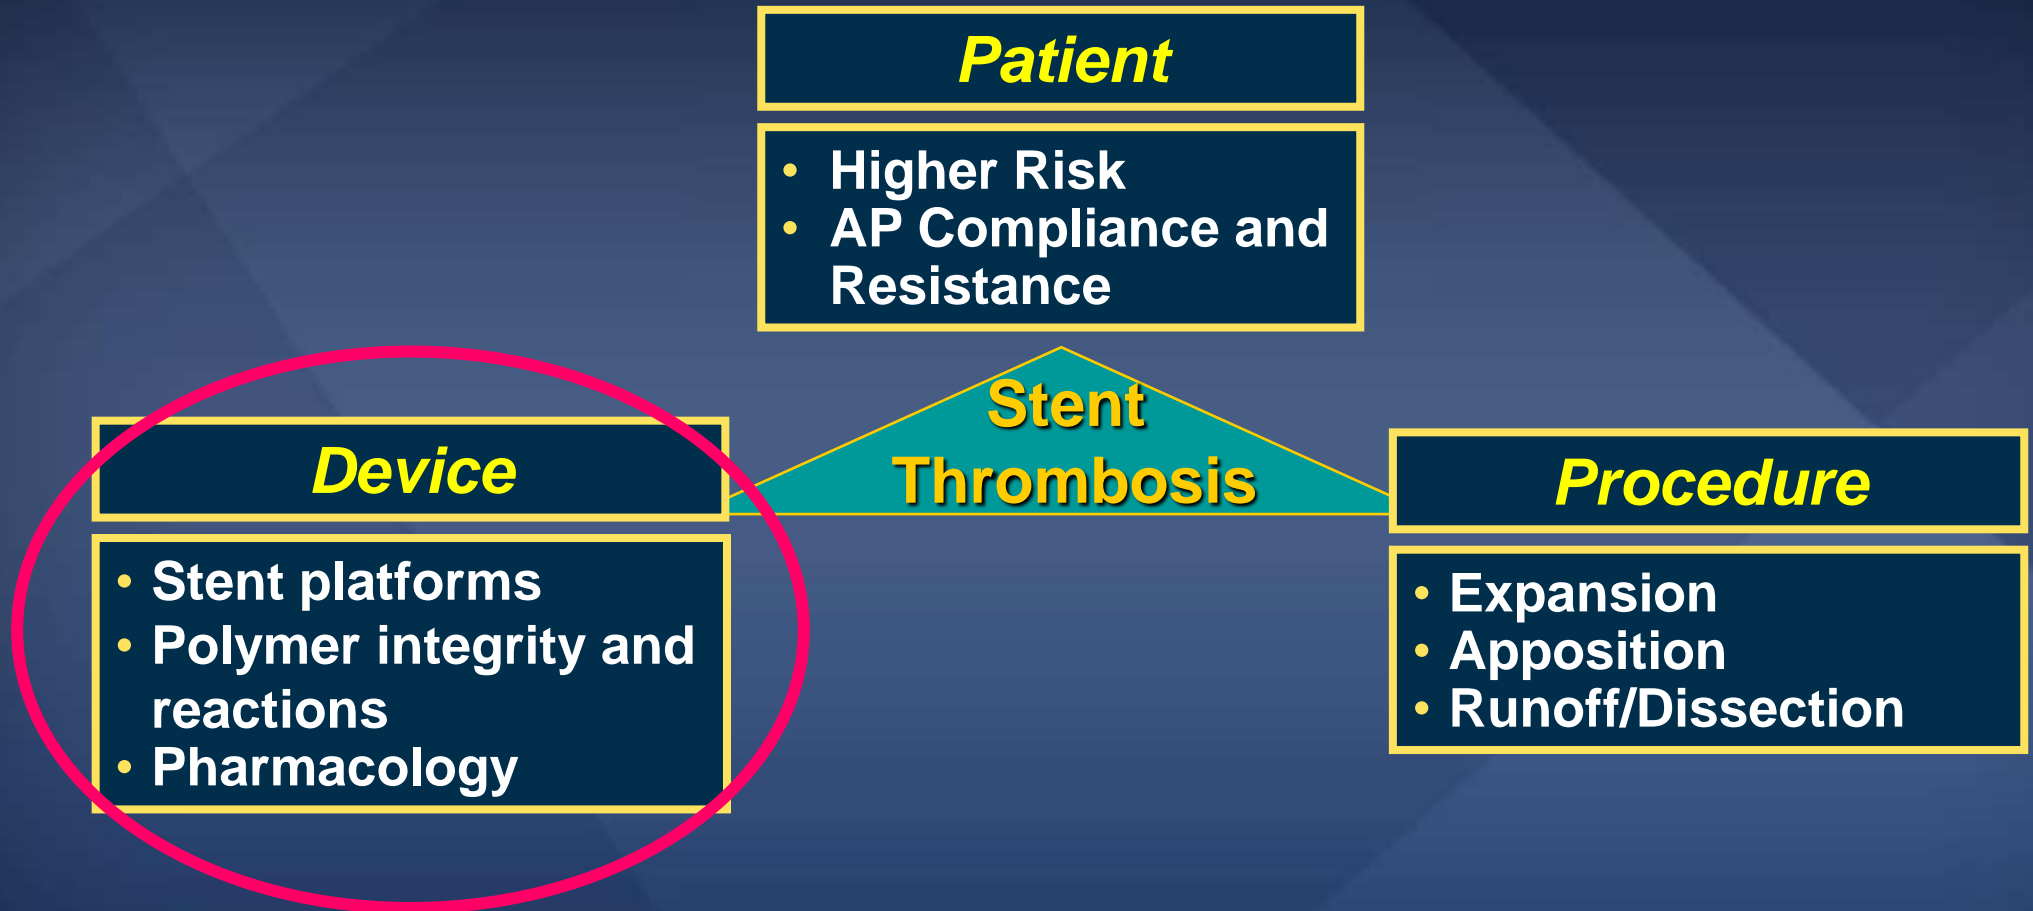 Patient
• Higher Risk
• AP Compliance and
Resistance
Stent
Thrombosis
Device
• Stent platforms
• Polymer integrity and
reactions
• Pharmacology
Procedure
• Expansion
• Apposition
• Runoff/Dissection